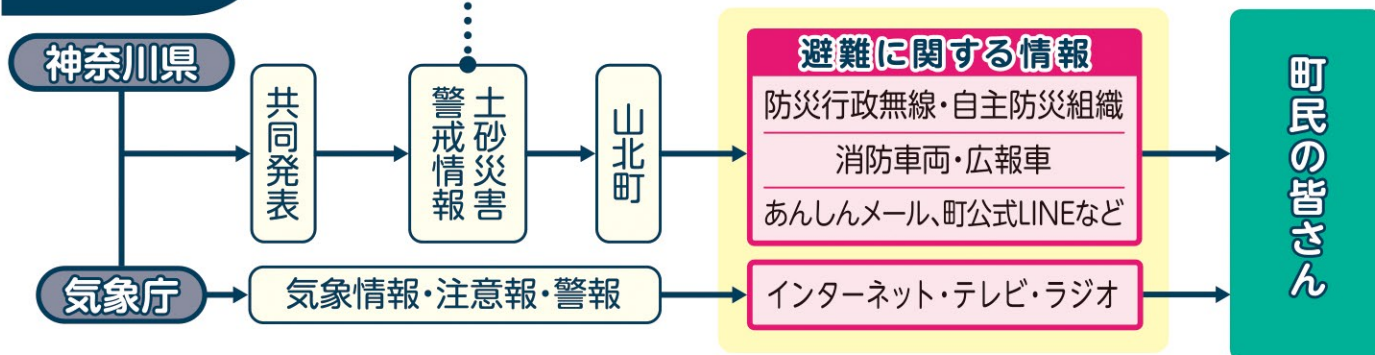 神奈川県
共同発表
土砂災害
警戒情報
山北町
避難に関する情報
防災行政無線・自主防災組織
消防車両・広報車
あんしんメール、町公式LINEなど
町民の皆さん
気象庁
気象情報・注意報・警報
インターネット・テレビ・ラジオ